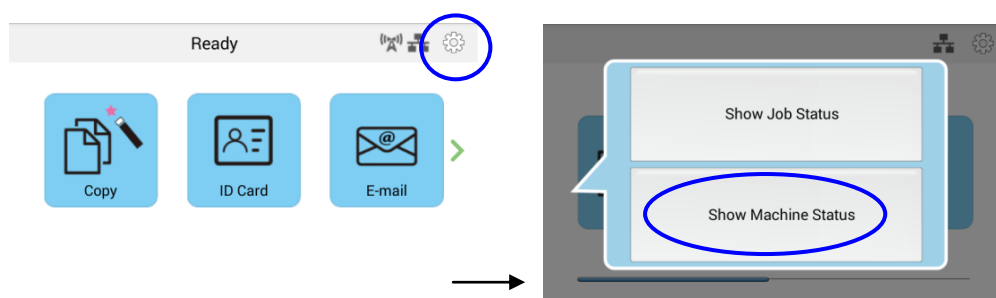 Ready
Copy
ID Card
@
E-mail
Show Job Status
Show Machine Status